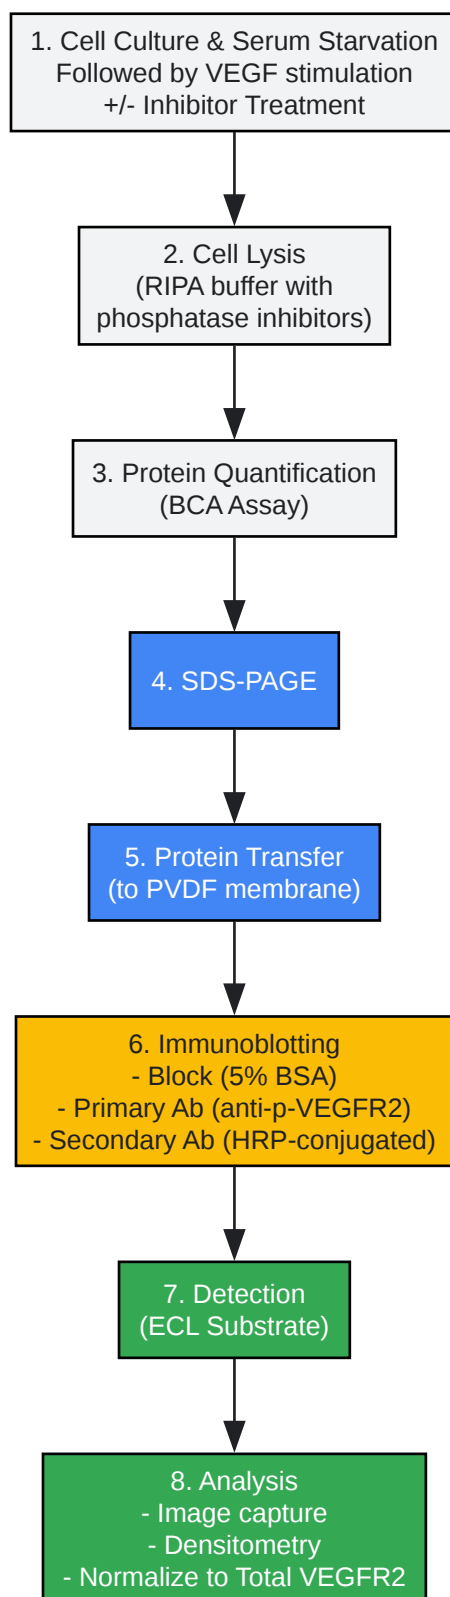 1. Cell Culture & Serum Starvation
Followed by VEGF stimulation
+/- Inhibitor Treatment
2. Cell Lysis
(RIPA buffer with
phosphatase inhibitors)
3. Protein Quantification
(BCA Assay)
4. SDS-PAGE
5. Protein Transfer
(to PVDF membrane)
6. Immunoblotting
- Block (5% BSA)
- Primary Ab (anti-p-VEGFR2)
- Secondary Ab (HRP-conjugated)
7. Detection
(ECL Substrate)
8. Analysis
- Image capture
- Densitometry
- Normalize to Total VEGFR2